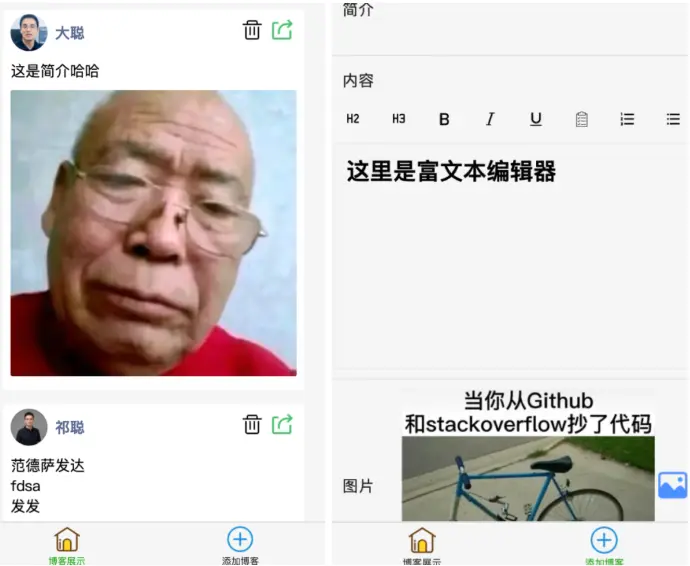 大聪
这是简介哈哈
祁聪
范德萨发达
fdsa
发发
博客展示
添加博客
简介
内容
H2
H3
B
I
U
这里是富文本编辑器
当你从Github
和stackoverflow抄了代码
图片
博客展示
添加博客